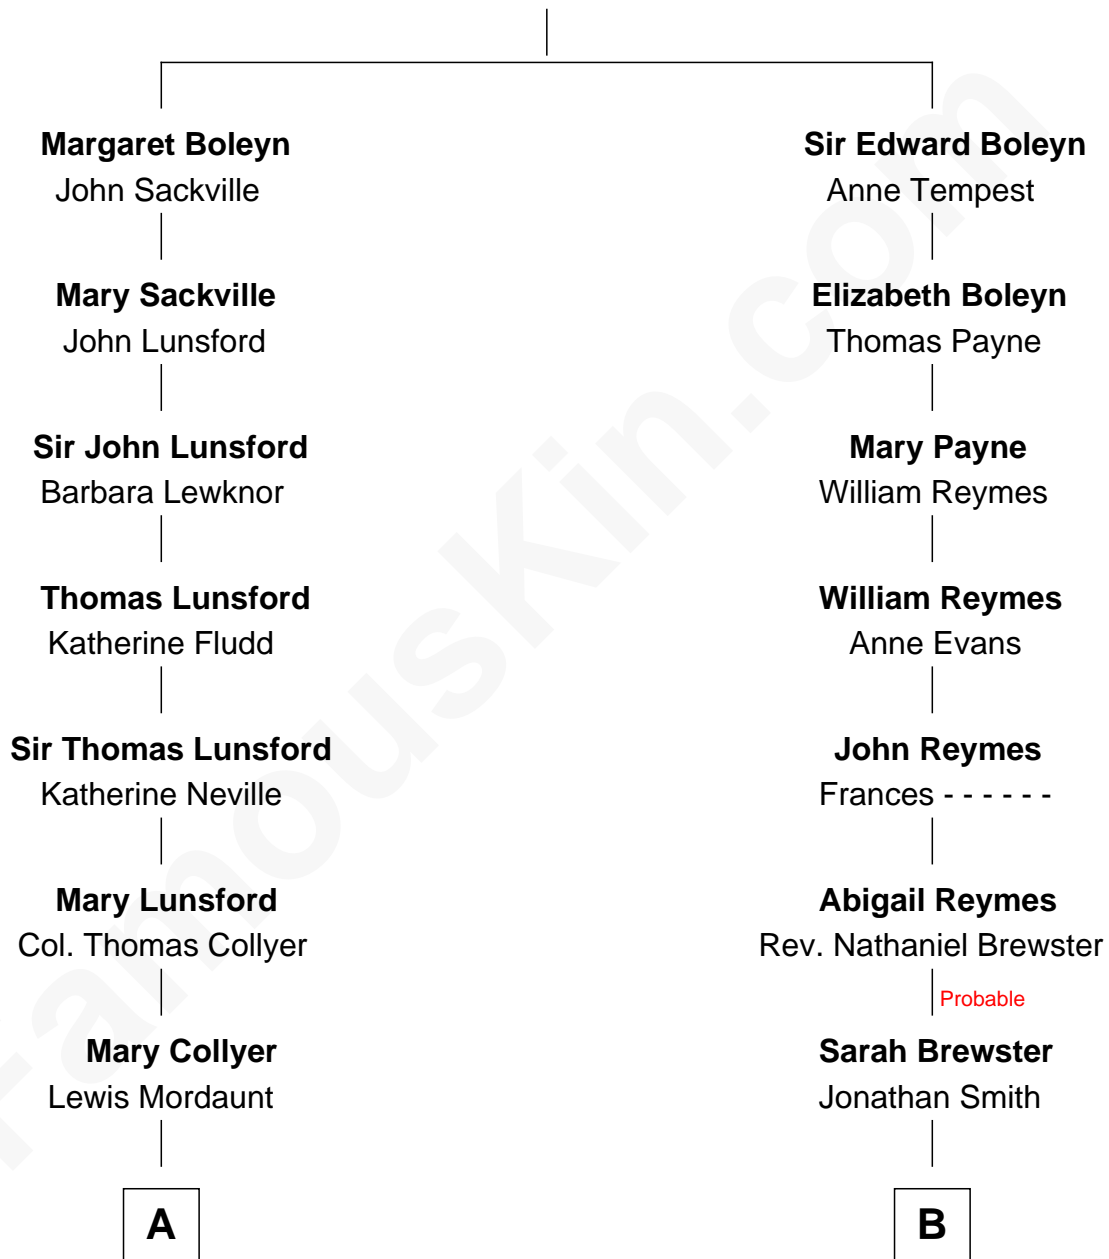 Margaret Boleyn
John Sackville
Sir Edward Boleyn
Anne Tempest
Mary Sackville
John Lunsford
Elizabeth Boleyn
Thomas Payne
Sir John Lunsford
Barbara Lewknor
Mary Payne
William Reymes
Thomas Lunsford
Katherine Fludd
William Reymes
Anne Evans
Sir Thomas Lunsford
Katherine Neville
John Reymes
Frances - - - - - -
Mary Lunsford
Col. Thomas Collyer
Abigail Reymes
Rev. Nathaniel Brewster
Probable
Mary Collyer
Lewis Mordaunt
Sarah Brewster
Jonathan Smith
A
B
FamousKin.com